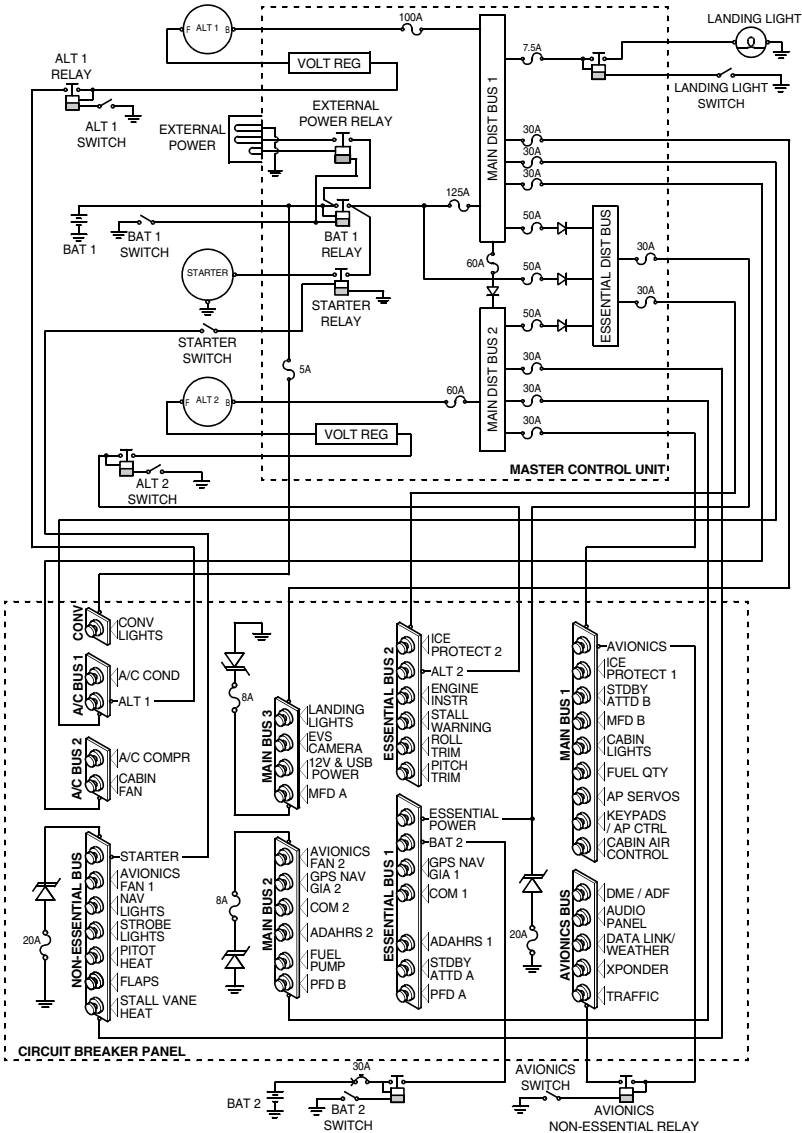 LANDING LIGHT
100A
F ALT 1 B
VOLT REG
7.5A
ALT 1
RELAY
ALT 1
SWITCH
LANDING LIGHT
SWITCH
MAIN DIST BUS 1
EXTERNAL
POWER RELAY
EXTERNAL
POWER
30A
30A
30A
125A
BAT 1
BAT 1
SWITCH
BAT 1
RELAY
50A
ESSENTIAL DIST BUS
30A
60A
50A
30A
STARTER
STARTER
RELAY
STARTER
SWITCH
50A
MAIN DIST BUS 2
5A
30A
30A
30A
F ALT 2 B
60A
VOLT REG
ALT 2
SWITCH
MASTER CONTROL UNIT
CONV
CONV
LIGHTS
A/C BUS 1
A/C COND
ALT 1
A/C BUS 2
A/C COMPR
CABIN
FAN
NON-ESSENTIAL BUS
STARTER
AVIONICS
FAN 1
NAV
LIGHTS
STROBE
LIGHTS
PITOT
HEAT
FLAPS
STALL VANE
HEAT
20A
8A
MAIN BUS 3
LANDING
LIGHTS
EVS
CAMERA
12V & USB
POWER
MFD A
8A
MAIN BUS 2
AVIONICS
FAN 2
GPS NAV
GIA 2
COM 2
ADAHRS 2
FUEL
PUMP
PFD B
ESSENTIAL BUS 2
ICE
PROTECT 2
ALT 2
ENGINE
INSTR
STALL
WARNING
ROLL
TRIM
PITCH
TRIM
ESSENTIAL BUS 1
ESSENTIAL
POWER
BAT 2
GPS NAV
GIA 1
COM 1
ADAHRS 1
STDBY
ATTD A
PFD A
20A
MAIN BUS 1
AVIONICS
ICE
PROTECT 1
STDBY
ATTD B
MFD B
CABIN
LIGHTS
FUEL QTY
AP SERVOS
KEYPADS
/ AP CTRL
CABIN AIR
CONTROL
AVIONICS BUS
DME / ADF
AUDIO
PANEL
DATA LINK/
WEATHER
XPONDER
TRAFFIC
CIRCUIT BREAKER PANEL
30A
BAT 2
BAT 2
SWITCH
AVIONICS
SWITCH
AVIONICS
NON-ESSENTIAL RELAY